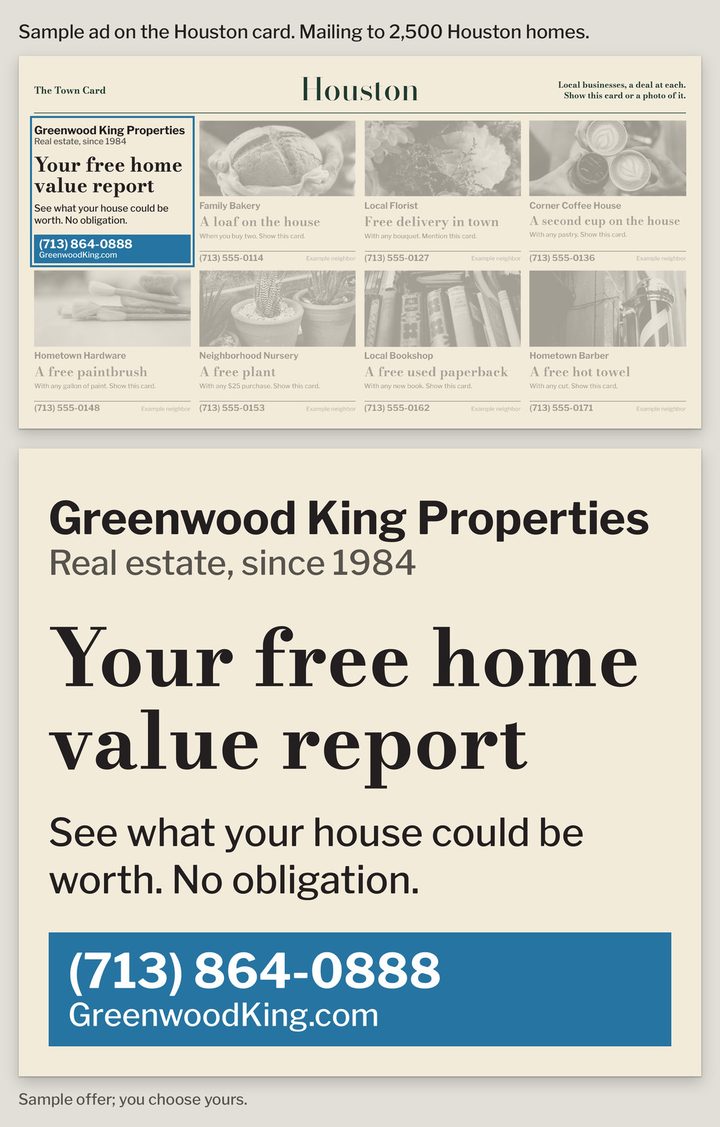 Sample ad on the Houston card. Mailing to 2,500 Houston homes.
The Town Card
Houston
Local businesses, a deal at each.
Show this card or a photo of it.
Greenwood King Properties
Real estate, since 1984
Your free home
value report
See what your house could be
worth. No obligation.
(713) 864-0888
GreenwoodKing.com
Family Bakery
A loaf on the house
When you buy two. Show this card.
(713) 555-0114
Example neighbor
Local Florist
Free delivery in town
With any bouquet. Mention this card.
(713) 555-0127
Example neighbor
Corner Coffee House
A second cup on the house
With any pastry. Show this card.
(713) 555-0136
Example neighbor
Hometown Hardware
A free paintbrush
With any gallon of paint. Show this card.
(713) 555-0148
Example neighbor
Neighborhood Nursery
A free plant
With any $25 purchase. Show this card.
(713) 555-0153
Example neighbor
Local Bookshop
A free used paperback
With any new book. Show this card.
(713) 555-0162
Example neighbor
Hometown Barber
A free hot towel
With any cut. Show this card.
(713) 555-0171
Example neighbor
Greenwood King Properties
Real estate, since 1984
Your free home
value report
See what your house could be
worth. No obligation.
(713) 864-0888
GreenwoodKing.com
Sample offer; you choose yours.